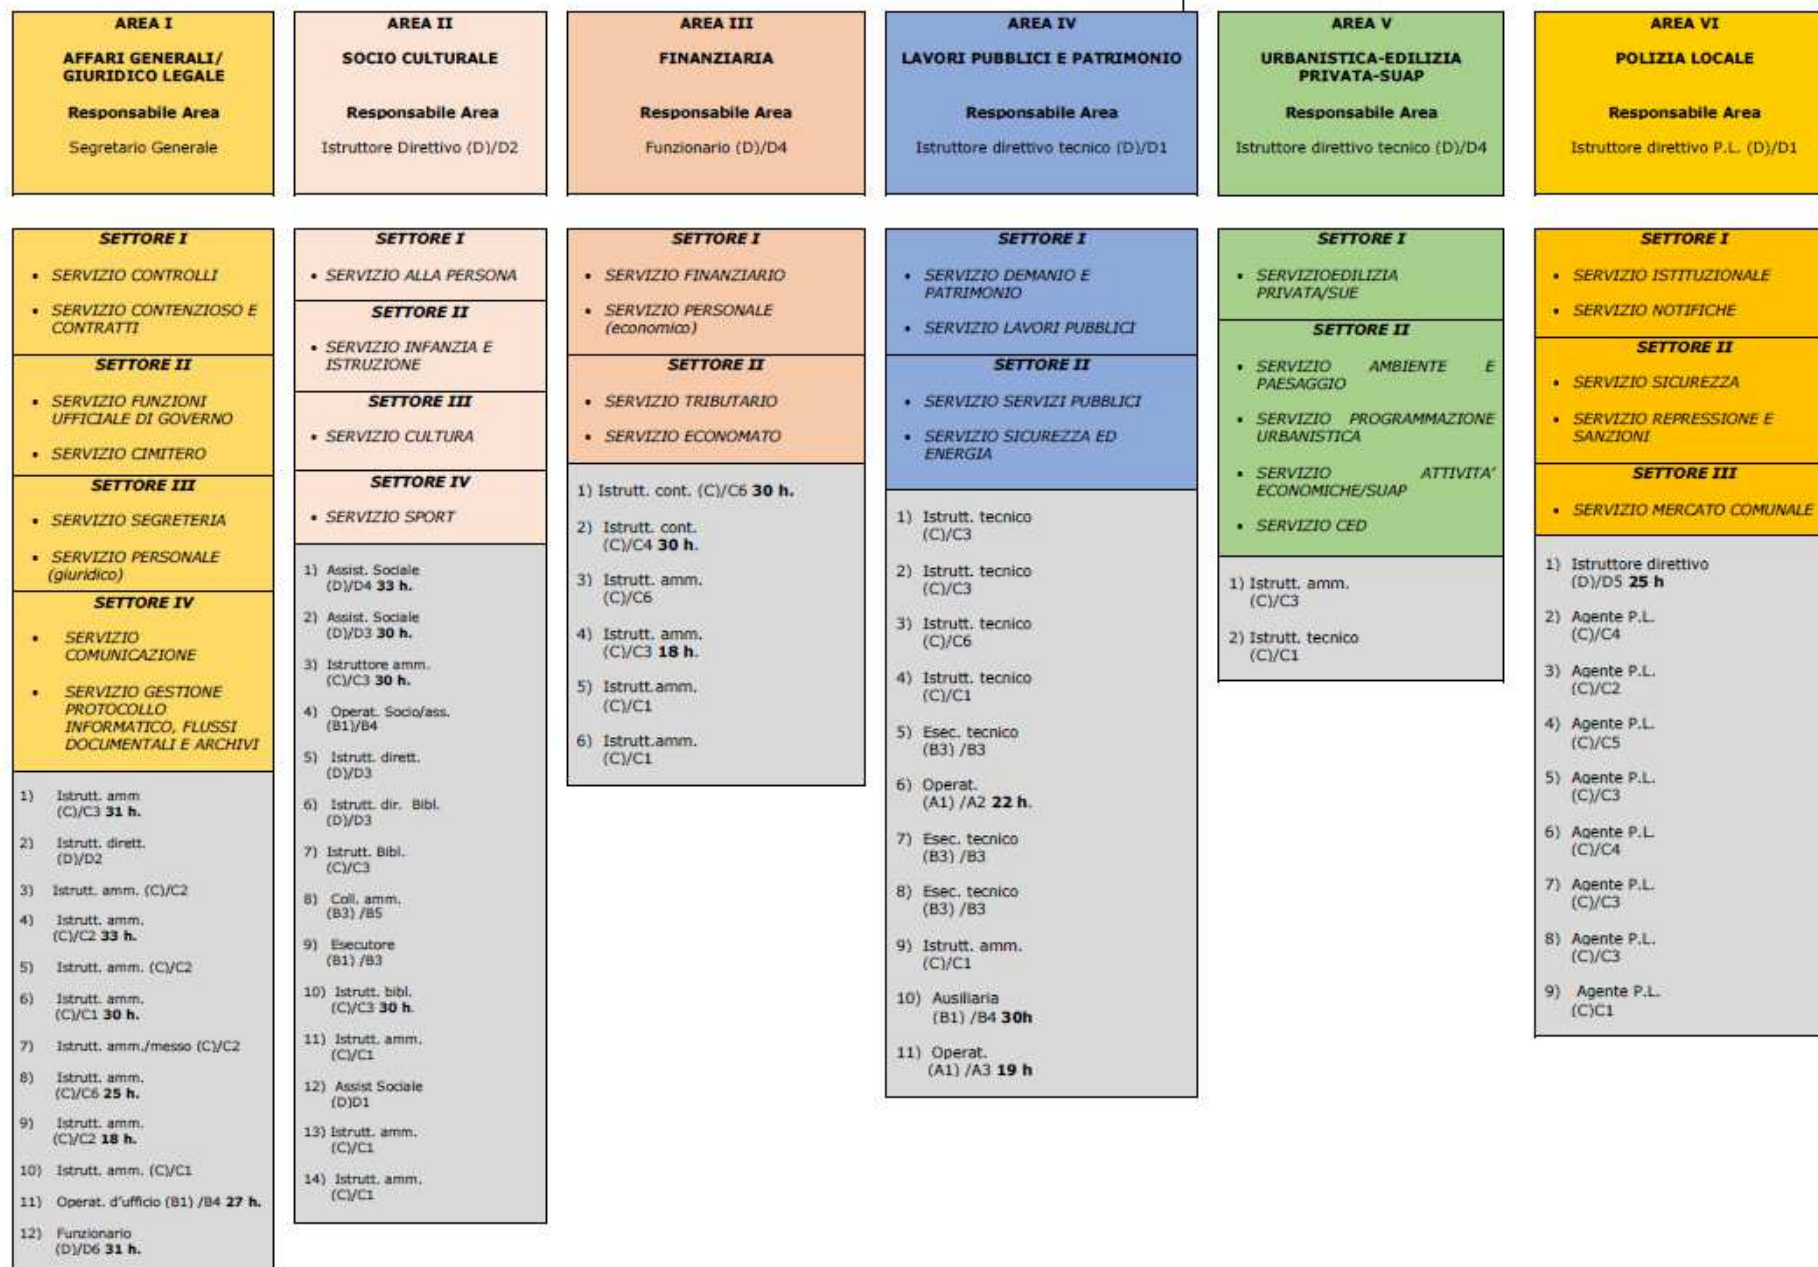 AREA I
AFFARI GENERALI/
GIURIDICO LEGALE
Responsabile Area
Segretario Generale
SETTORE I
• SERVIZIO CONTROLLI
• SERVIZIO CONTENZIOSO E
CONTRATTI
SETTORE II
• SERVIZIO FUNZIONI
UFFICIALE DI GOVERNO
• SERVIZIO CIMITERO
SETTORE III
• SERVIZIO SEGRETERIA
• SERVIZIO PERSONALE
(giuridico)
SETTORE IV
• SERVIZIO
COMUNICAZIONE
• SERVIZIO GESTIONE
PROTOCOLLO
INFORMATICO, FLUSSI
DOCUMENTALI E ARCHIVI
1) Istrutt. amm
(C)/C3 31 h.
2) Istrutt. dirett.
(D)/D2
3) Istrutt. amm. (C)/C2
4) Istrutt. amm.
(C)/C2 33 h.
5) Istrutt. amm. (C)/C2
6) Istrutt. amm.
(C)/C1 30 h.
7) Istrutt. amm./messo (C)/C2
8) Istrutt. amm.
(C)/C6 25 h.
9) Istrutt. amm.
(C)/C2 18 h.
10) Istrutt. amm. (C)/C1
11) Operat. d'ufficio (B1) /B4 27 h.
12) Funzionario
(D)/D6 31 h.
AREA II
SOCIO CULTURALE
Responsabile Area
Istruttore Direttivo (D)/D2
SETTORE I
• SERVIZIO ALLA PERSONA
SETTORE II
• SERVIZIO INFANZIA E
ISTRUZIONE
SETTORE III
• SERVIZIO CULTURA
SETTORE IV
• SERVIZIO SPORT
1) Assist. Sociale
(D)/D4 33 h.
2) Assist. Sociale
(D)/D3 30 h.
3) Istruttore amm.
(C)/C3 30 h.
4) Operat. Socio/ass.
(B1)/B4
5) Istrutt. dirett.
(D)/D3
6) Istrutt. dir. Bibl.
(D)/D3
7) Istrutt. Bibl.
(C)/C3
8) Coll. amm.
(B3) /B5
9) Esecutore
(B1) /B3
10) Istrutt. bibl.
(C)/C3 30 h.
11) Istrutt. amm.
(C)/C1
12) Assist Sociale
(D)D1
13) Istrutt. amm.
(C)/C1
14) Istrutt. amm.
(C)/C1
AREA III
FINANZIARIA
Responsabile Area
Funzionario (D)/D4
SETTORE I
• SERVIZIO FINANZIARIO
• SERVIZIO PERSONALE
(economico)
SETTORE II
• SERVIZIO TRIBUTARIO
• SERVIZIO ECONOMATO
1) Istrutt. cont. (C)/C6 30 h.
2) Istrutt. cont.
(C)/C4 30 h.
3) Istrutt. amm.
(C)/C6
4) Istrutt. amm.
(C)/C3 18 h.
5) Istrutt.amm.
(C)/C1
6) Istrutt.amm.
(C)/C1
AREA IV
LAVORI PUBBLICI E PATRIMONIO
Responsabile Area
Istruttore direttivo tecnico (D)/D1
SETTORE I
• SERVIZIO DEMANIO E
PATRIMONIO
• SERVIZIO LAVORI PUBBLICI
SETTORE II
• SERVIZIO SERVIZI PUBBLICI
• SERVIZIO SICUREZZA ED
ENERGIA
1) Istrutt. tecnico
(C)/C3
2) Istrutt. tecnico
(C)/C3
3) Istrutt. tecnico
(C)/C6
4) Istrutt. tecnico
(C)/C1
5) Esec. tecnico
(B3) /B3
6) Operat.
(A1) /A2 22 h.
7) Esec. tecnico
(B3) /B3
8) Esec. tecnico
(B3) /B3
9) Istrutt. amm.
(C)/C1
10) Ausiliaria
(B1) /B4 30h
11) Operat.
(A1) /A3 19 h
AREA V
URBANISTICA-EDILIZIA
PRIVATA-SUAP
Responsabile Area
Istruttore direttivo tecnico (D)/D4
SETTORE I
• SERVIZIOEDILIZIA
PRIVATA/SUE
SETTORE II
• SERVIZIO AMBIENTE E
PAESAGGIO
• SERVIZIO PROGRAMMAZIONE
URBANISTICA
• SERVIZIO ATTIVITA'
ECONOMICHE/SUAP
• SERVIZIO CED
1) Istrutt. amm.
(C)/C3
2) Istrutt. tecnico
(C)/C1
AREA VI
POLIZIA LOCALE
Responsabile Area
Istruttore direttivo P.L. (D)/D1
SETTORE I
• SERVIZIO ISTITUZIONALE
• SERVIZIO NOTIFICHE
SETTORE II
• SERVIZIO SICUREZZA
• SERVIZIO REPRESSIONE E
SANZIONI
SETTORE III
• SERVIZIO MERCATO COMUNALE
1) Istruttore direttivo
(D)/D5 25 h
2) Agente P.L.
(C)/C4
3) Agente P.L.
(C)/C2
4) Agente P.L.
(C)/C5
5) Agente P.L.
(C)/C3
6) Agente P.L.
(C)/C4
7) Agente P.L.
(C)/C3
8) Agente P.L.
(C)/C3
9) Agente P.L.
(C)C1